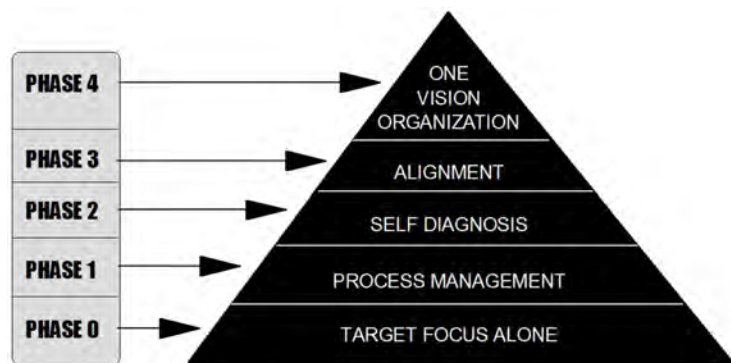 PHASE 4
ONE
VISION
ORGANIZATION
PHASE 3
ALIGNMENT
PHASE 2
SELF DIAGNOSIS
PHASE 1
PROCESS MANAGEMENT
PHASE 0
TARGET FOCUS ALONE